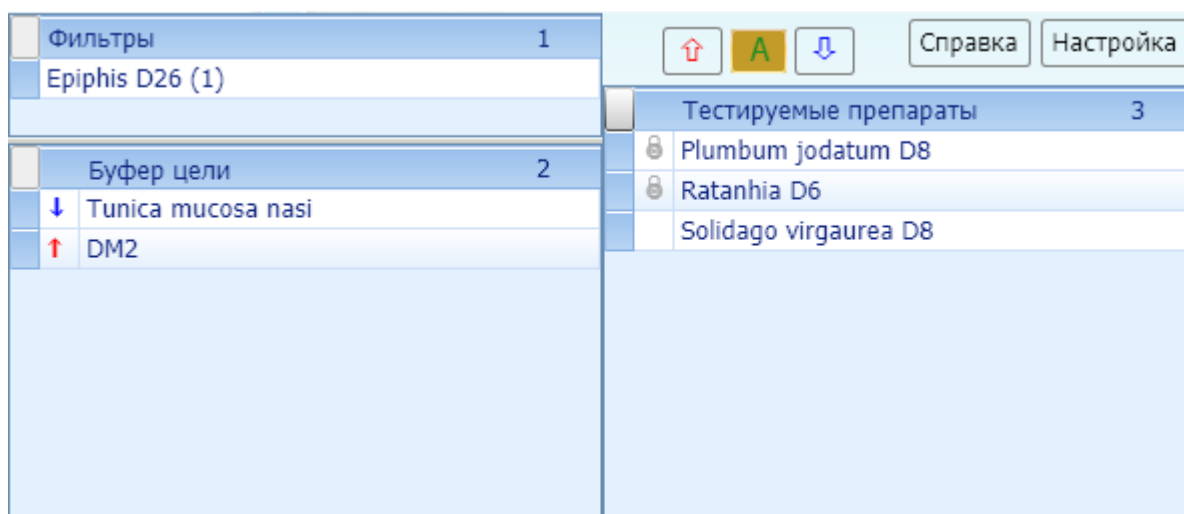 Фильтры 1
Epiphis D26 (1)
Буфер цели 2
Tunica mucosa nasi
DM2
A Справка Настройка
Тестируемые препараты 3
Plumbum jodatum D8
Ratanhia D6
Solidago virgaurea D8